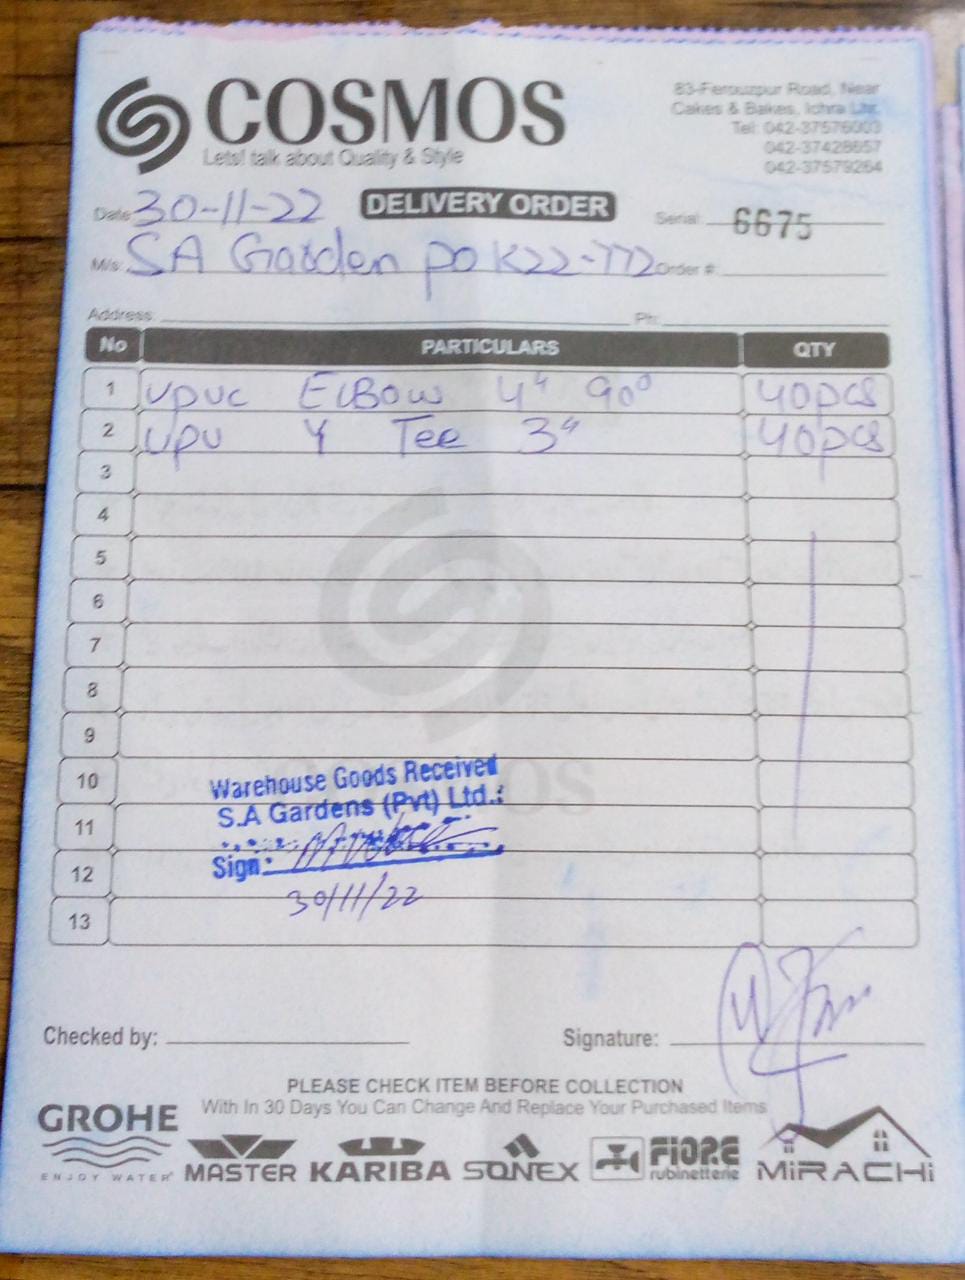 COSMOS
Lets! talk about Quality & Style
83-Ferouzpur Road, Near
Cakes & Bakes, Ichra Lhr.
Tel: 042-37576003
042-37428657
042-37579264
Date 30-11-22
DELIVERY ORDER
Serial: 6675
M/s: SA Garden po K22-772 Order #:
Address: Ph:
No PARTICULARS QTY
1 upuc ElBow 4" 90° 40pcs
2 upu Y Tee 3" 40pcs
3
4
5
6
7
8
9
10
11
12
13
Warehouse Goods Received
S.A Gardens (Pvt) Ltd.:
Sign:
30/11/22
Checked by: Signature:
PLEASE CHECK ITEM BEFORE COLLECTION
With In 30 Days You Can Change And Replace Your Purchased Items
GROHE
ENJOY WATER
MASTER KARIBA SONEX FIORE rubinetterie MiRACHi